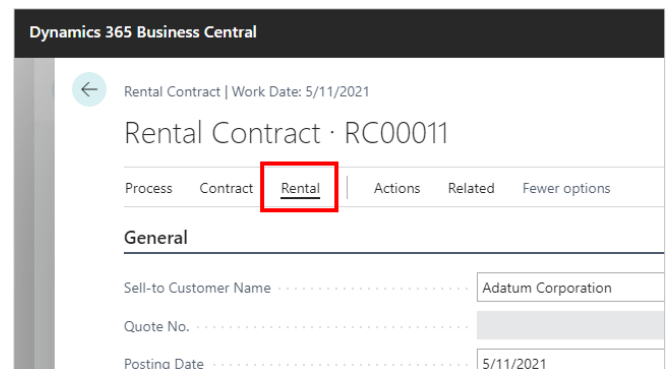 Dynamics 365 Business Central
Rental Contract | Work Date: 5/11/2021
Rental Contract · RC00011
Process Contract Rental Actions Related Fewer options
General
Sell-to Customer Name Adatum Corporation
Quote No.
Posting Date 5/11/2021